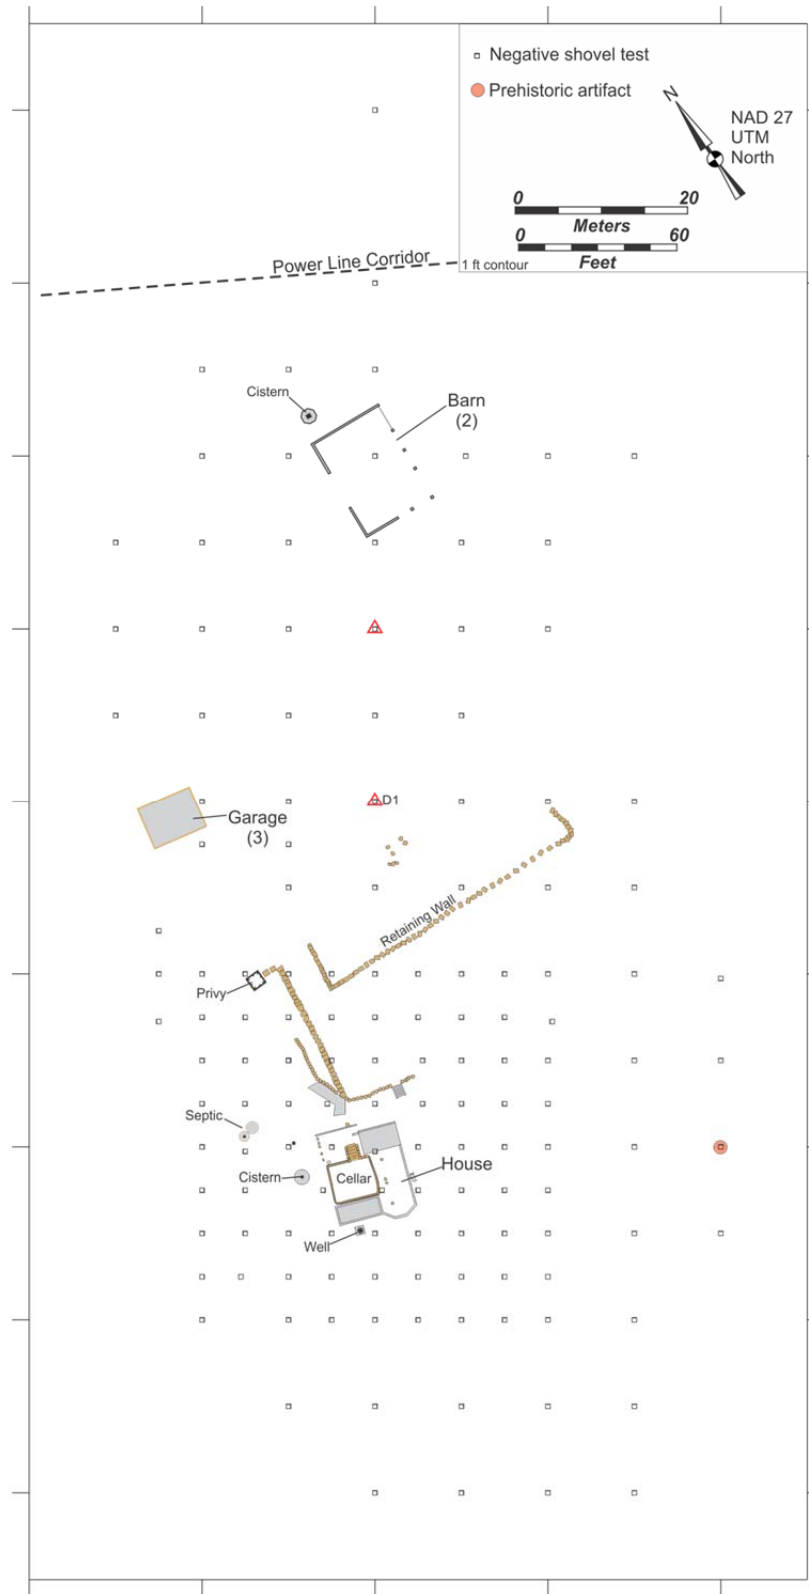 Negative shovel test
Prehistoric artifact
N
NAD 27
UTM
North
0 20
Meters
0 60
Feet
1 ft contour
Power Line Corridor
Cistern
Barn
(2)
D1
Garage
(3)
Retaining Wall
Privy
Septic
House
Cistern
Cellar
Well